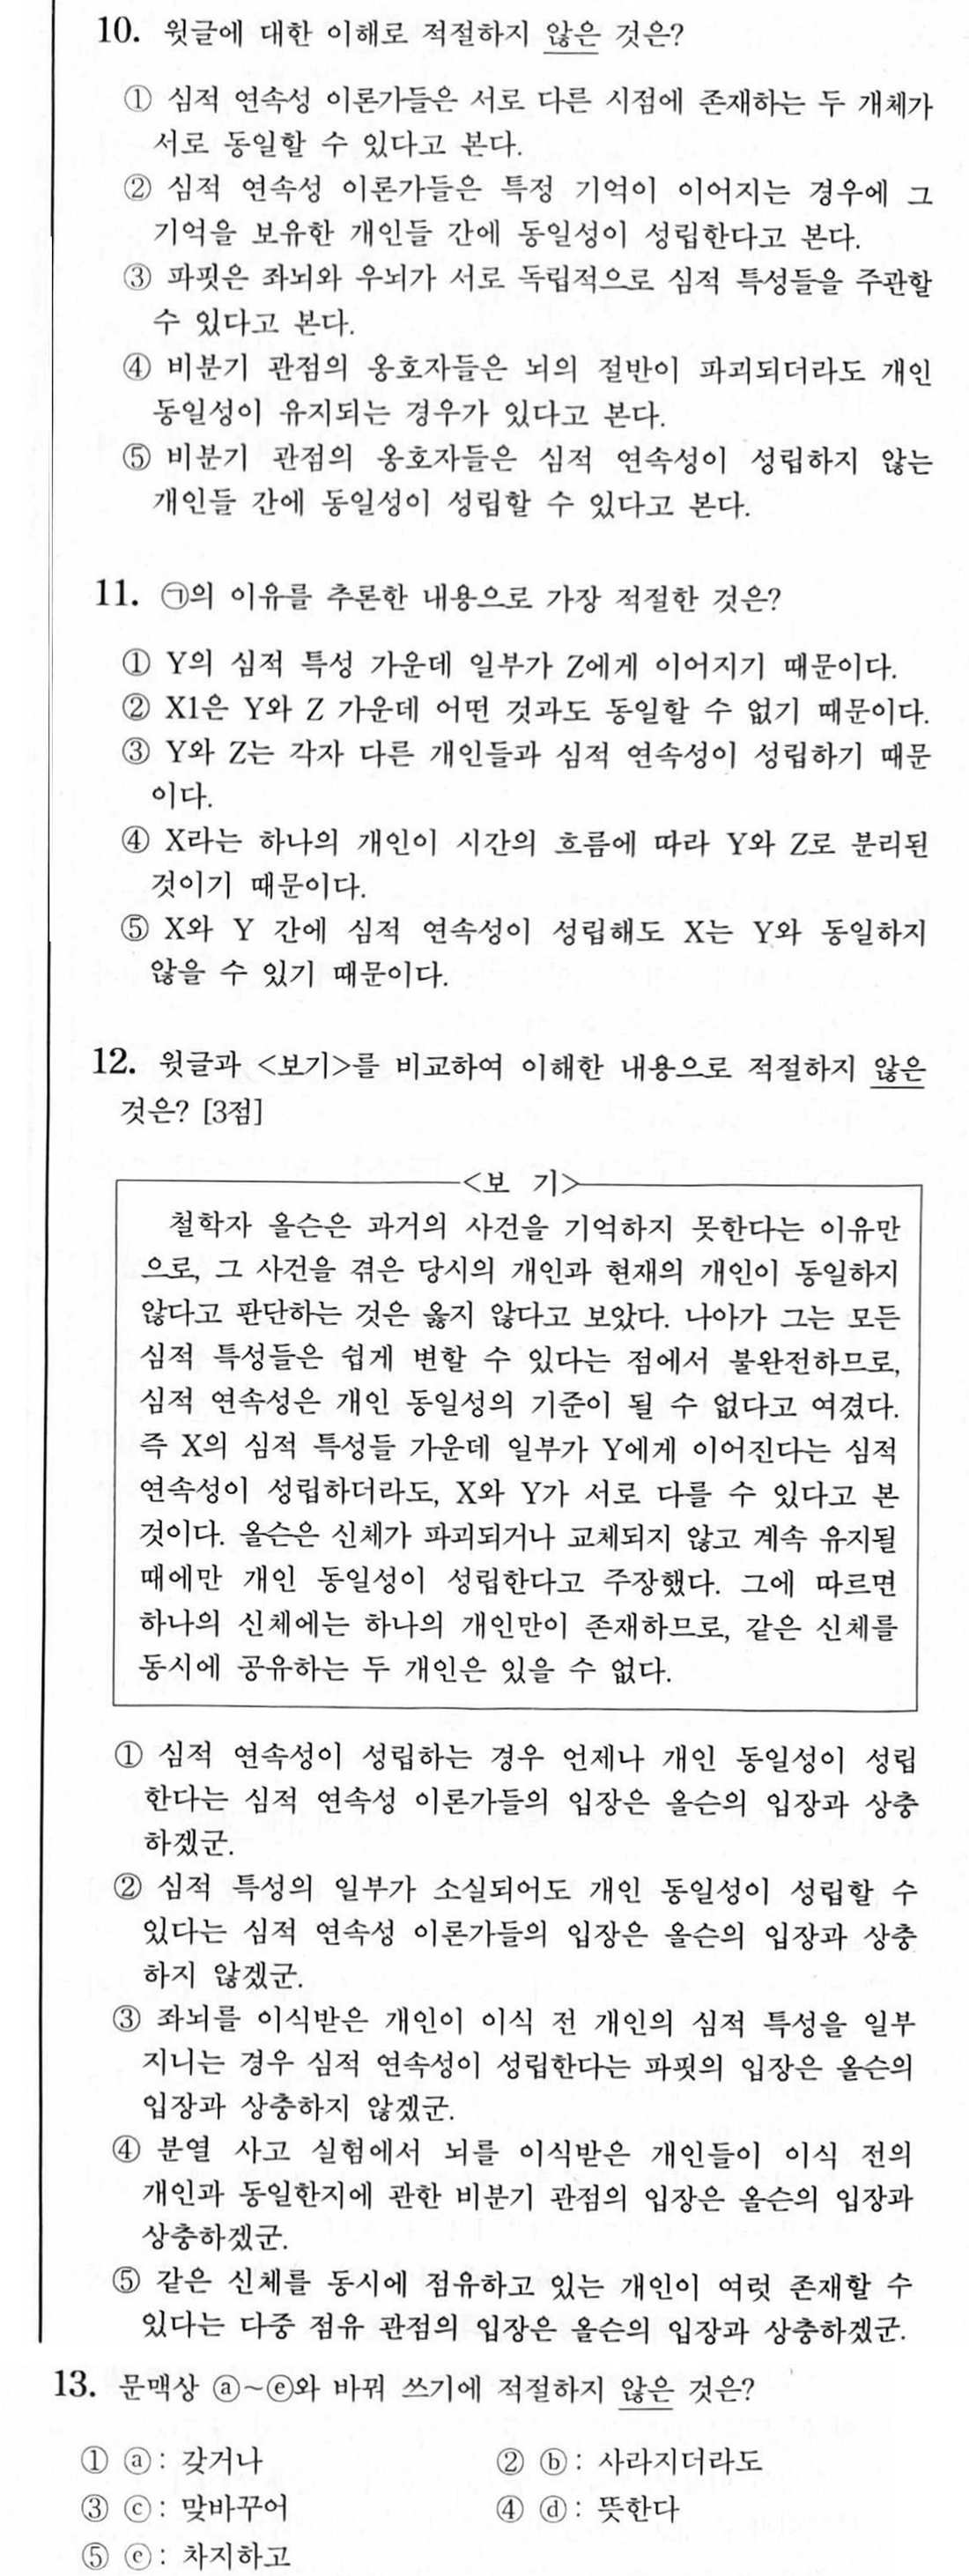 10. 윗글에 대한 이해로 적절하지 않은 것은?
① 심적 연속성 이론가들은 서로 다른 시점에 존재하는 두 개체가
서로 동일할 수 있다고 본다.
② 심적 연속성 이론가들은 특정 기억이 이어지는 경우에 그
기억을 보유한 개인들 간에 동일성이 성립한다고 본다.
③ 파핏은 좌뇌와 우뇌가 서로 독립적으로 심적 특성들을 주관할
수 있다고 본다.
④ 비분기 관점의 옹호자들은 뇌의 절반이 파괴되더라도 개인
동일성이 유지되는 경우가 있다고 본다.
⑤ 비분기 관점의 옹호자들은 심적 연속성이 성립하지 않는
개인들 간에 동일성이 성립할 수 있다고 본다.
11. ㉠의 이유를 추론한 내용으로 가장 적절한 것은?
① Y의 심적 특성 가운데 일부가 Z에게 이어지기 때문이다.
② X1은 Y와 Z 가운데 어떤 것과도 동일할 수 없기 때문이다.
③ Y와 Z는 각자 다른 개인들과 심적 연속성이 성립하기 때문
이다.
④ X라는 하나의 개인이 시간의 흐름에 따라 Y와 Z로 분리된
것이기 때문이다.
⑤ X와 Y 간에 심적 연속성이 성립해도 X는 Y와 동일하지
않을 수 있기 때문이다.
12. 윗글과 <보기>를 비교하여 이해한 내용으로 적절하지 않은
것은? [3점]
<보 기>
철학자 올슨은 과거의 사건을 기억하지 못한다는 이유만
으로, 그 사건을 겪은 당시의 개인과 현재의 개인이 동일하지
않다고 판단하는 것은 옳지 않다고 보았다. 나아가 그는 모든
심적 특성들은 쉽게 변할 수 있다는 점에서 불완전하므로,
심적 연속성은 개인 동일성의 기준이 될 수 없다고 여겼다.
즉 X의 심적 특성들 가운데 일부가 Y에게 이어진다는 심적
연속성이 성립하더라도, X와 Y가 서로 다를 수 있다고 본
것이다. 올슨은 신체가 파괴되거나 교체되지 않고 계속 유지될
때에만 개인 동일성이 성립한다고 주장했다. 그에 따르면
하나의 신체에는 하나의 개인만이 존재하므로, 같은 신체를
동시에 공유하는 두 개인은 있을 수 없다.
① 심적 연속성이 성립하는 경우 언제나 개인 동일성이 성립
한다는 심적 연속성 이론가들의 입장은 올슨의 입장과 상충
하겠군.
② 심적 특성의 일부가 소실되어도 개인 동일성이 성립할 수
있다는 심적 연속성 이론가들의 입장은 올슨의 입장과 상충
하지 않겠군.
③ 좌뇌를 이식받은 개인이 이식 전 개인의 심적 특성을 일부
지니는 경우 심적 연속성이 성립한다는 파핏의 입장은 올슨의
입장과 상충하지 않겠군.
④ 분열 사고 실험에서 뇌를 이식받은 개인들이 이식 전의
개인과 동일한지에 관한 비분기 관점의 입장은 올슨의 입장과
상충하겠군.
⑤ 같은 신체를 동시에 점유하고 있는 개인이 여럿 존재할 수
있다는 다중 점유 관점의 입장은 올슨의 입장과 상충하겠군.
13. 문맥상 ⓐ~ⓔ와 바꿔 쓰기에 적절하지 않은 것은?
① ⓐ: 갖거나 ② ⓑ: 사라지더라도
③ ⓒ: 맞바꾸어 ④ ⓓ: 뜻한다
⑤ ⓔ: 차지하고